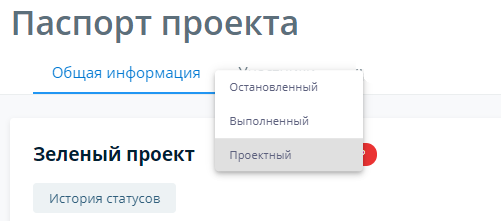 Паспорт проекта
Общая информация
Остановленный
Выполненный
Зеленый проект
Проектный
История статусов